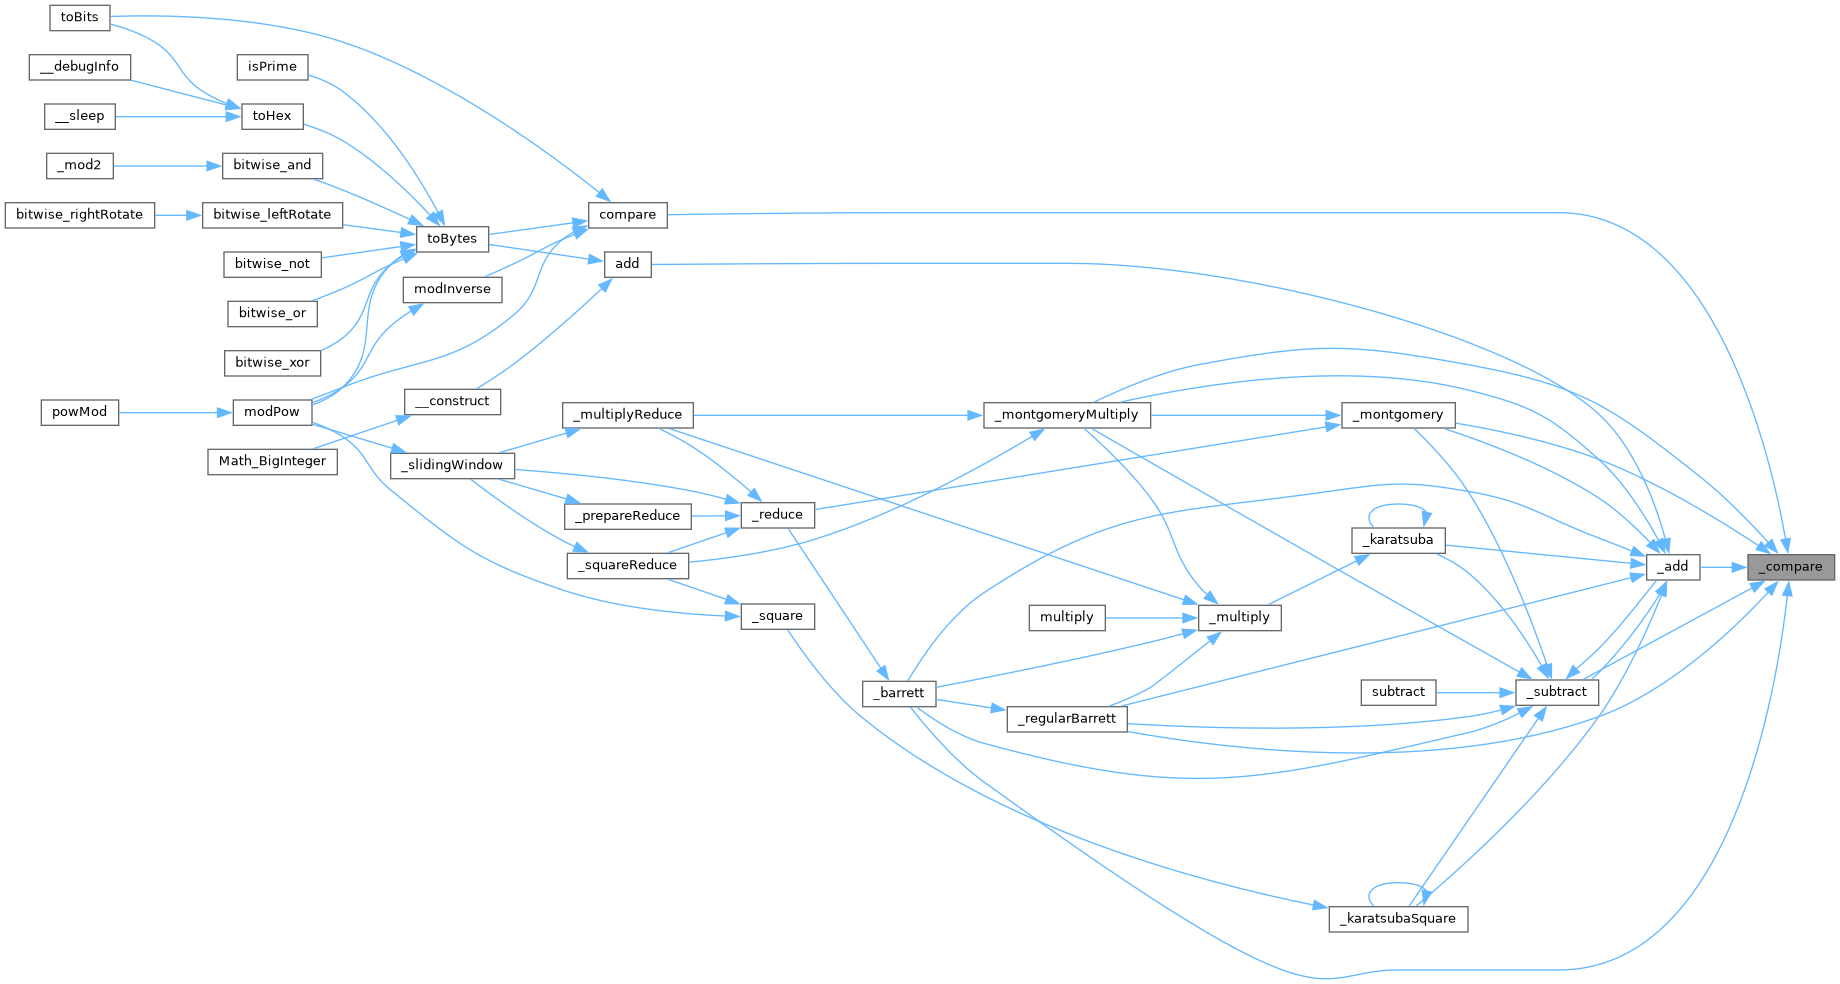 toBits
__debugInfo
isPrime
__sleep
toHex
_mod2
bitwise_and
bitwise_rightRotate
bitwise_leftRotate
compare
toBytes
bitwise_not
add
modInverse
bitwise_or
bitwise_xor
powMod
modPow
__construct
_multiplyReduce
_montgomeryMultiply
_montgomery
Math_BigInteger
_slidingWindow
_prepareReduce
_reduce
_karatsuba
_squareReduce
_add
_compare
_square
multiply
_multiply
_barrett
subtract
_subtract
_regularBarrett
_karatsubaSquare